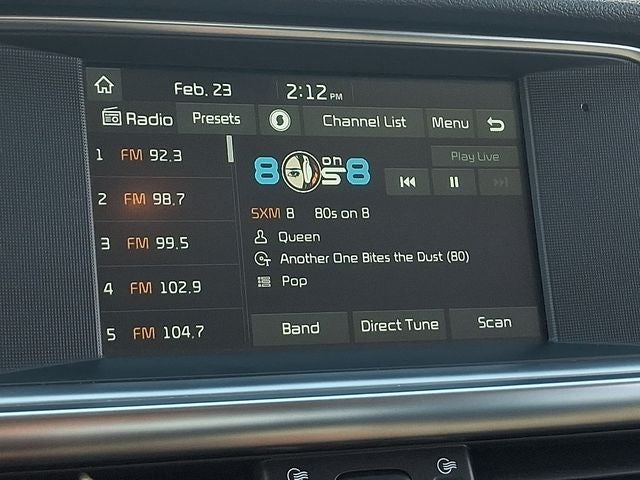 Feb. 23 2:12 PM
Radio Presets S Channel List Menu
1 FM 92.3
2 FM 98.7
3 FM 99.5
4 FM 102.9
5 FM 104.7
80s on 8
Play Live
SXM 8 80s on 8
Queen
Another One Bites the Dust (80)
Pop
Band Direct Tune Scan